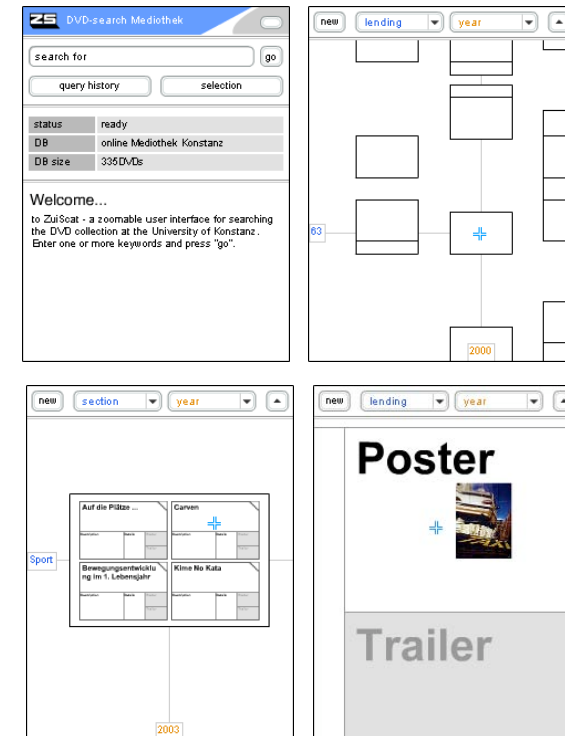 ZS DVD-search Mediothek
search for go
query history selection
status ready
DB online Mediothek Konstanz
DB size 335DVDs
Welcome...
to ZuiScat - a zoomable user interface for searching
the DVD collection at the University of Konstanz.
Enter one or more keywords and press "go".
new lending year
63
2000
new section year
Auf die Plätze ... Carven
Bewegungsentwicklu
ng im 1. Lebensjahr
Kime No Kata
Sport
2003
new lending year
Poster
Trailer